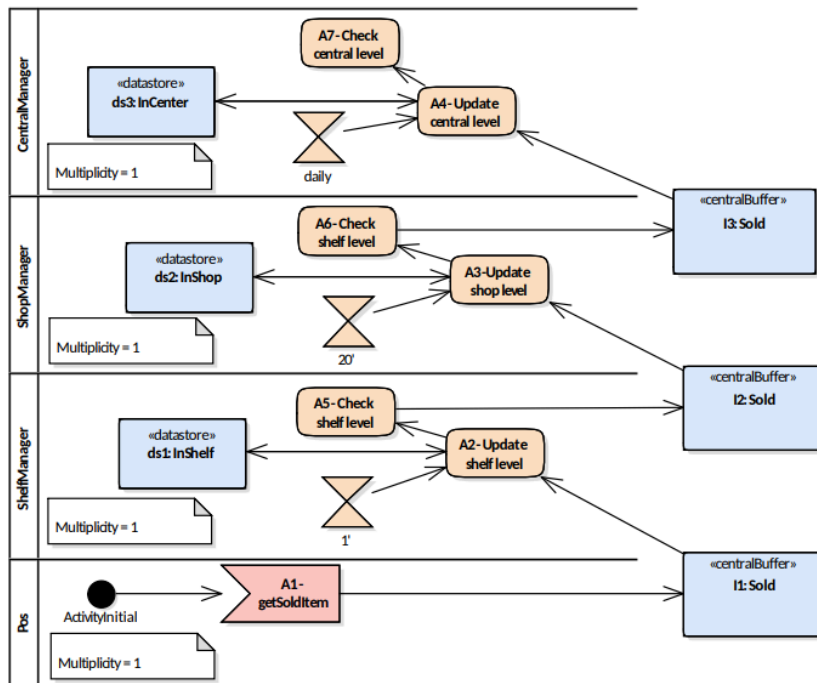 CentralManager
A7- Check
central level
«datastore»
ds3: InCenter
A4- Update
central level
daily
Multiplicity = 1
ShopManager
A6- Check
shelf level
«centralBuffer»
I3: Sold
«datastore»
ds2: InShop
A3-Update
shop level
20'
Multiplicity = 1
ShelfManager
A5- Check
shelf level
«centralBuffer»
I2: Sold
«datastore»
ds1: InShelf
A2- Update
shelf level
1'
Multiplicity = 1
Pos
ActivityInitial
A1-
getSoldItem
«centralBuffer»
I1: Sold
Multiplicity = 1